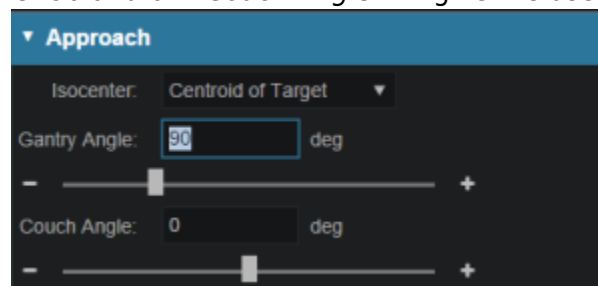 ▼ Approach
Isocenter: Centroid of Target ▼
Gantry Angle: 90 deg
- +
Couch Angle: 0 deg
- +